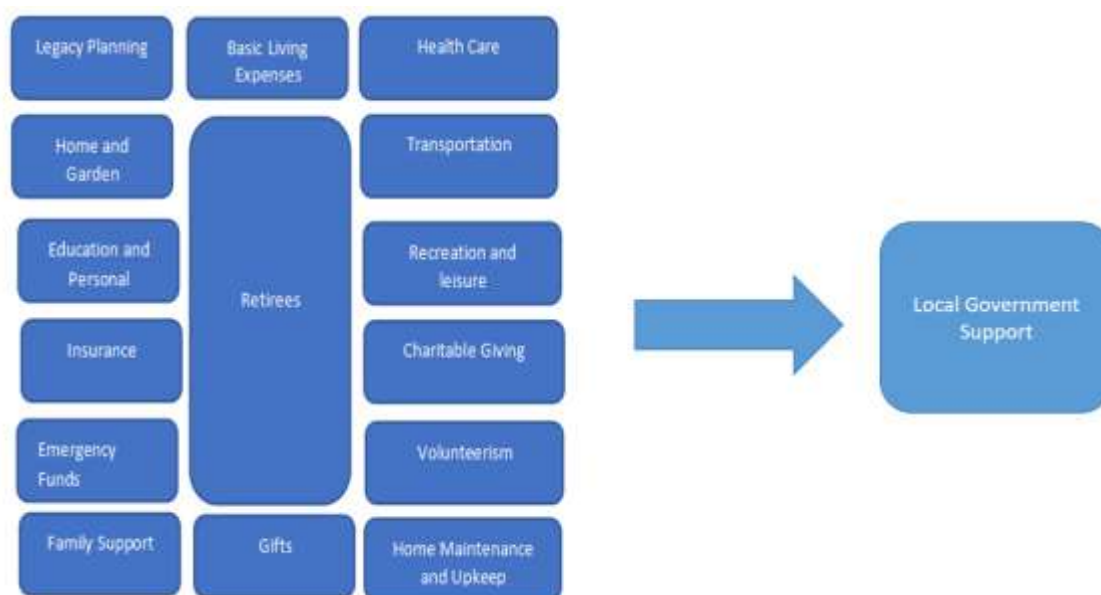 Legacy Planning
Basic Living
Expenses
Health Care
Home and
Garden
Transportation
Education and
Personal
Retirees
Recreation and
leisure
Insurance
Charitable Giving
Emergency
Funds
Volunteerism
Family Support
Gifts
Home Maintenance
and Upkeep
Local Government
Support